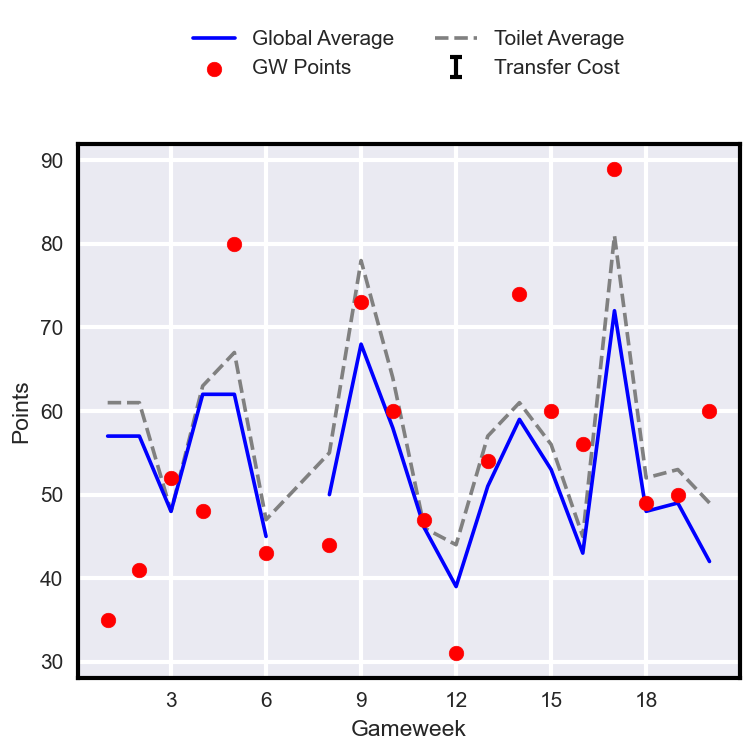 Global Average
Toilet Average
GW Points
Transfer Cost
90
80
70
60
50
40
30
Points
3
6
9
12
15
18
Gameweek